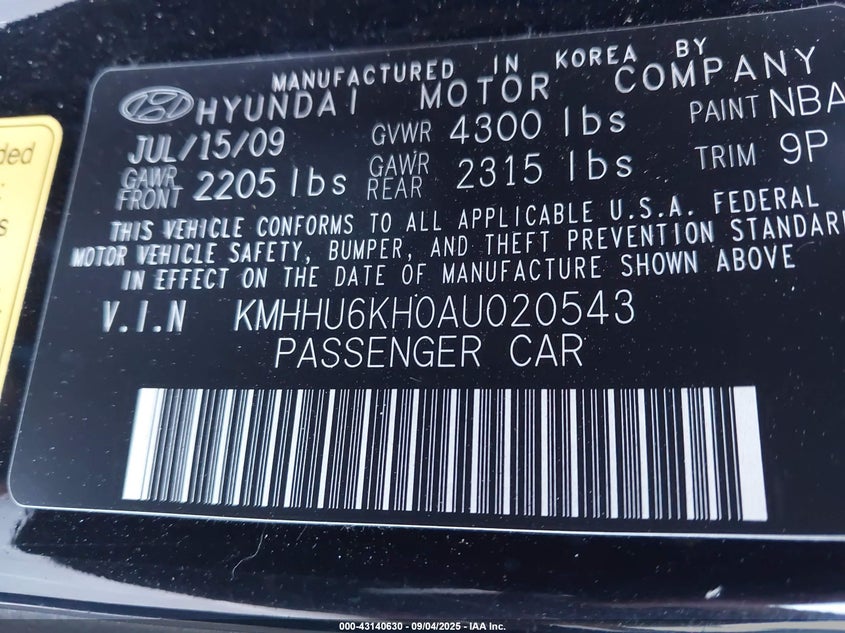 MANUFACTURED IN KOREA BY
HYUNDAI MOTOR COMPANY
JUL/15/09 GVWR 4300 lbs PAINT NBA
GAWR FRONT 2205 lbs GAWR REAR 2315 lbs TRIM 9P
THIS VEHICLE CONFORMS TO ALL APPLICABLE U.S.A. FEDERAL
MOTOR VEHICLE SAFETY, BUMPER, AND THEFT PREVENTION STANDAR
IN EFFECT ON THE DATE OF MANUFACTURE SHOWN ABOVE
V.I.N KMHHU6KH0AU020543
PASSENGER CAR
ded
s
000-43140630 - 09/04/2025 - IAA Inc.